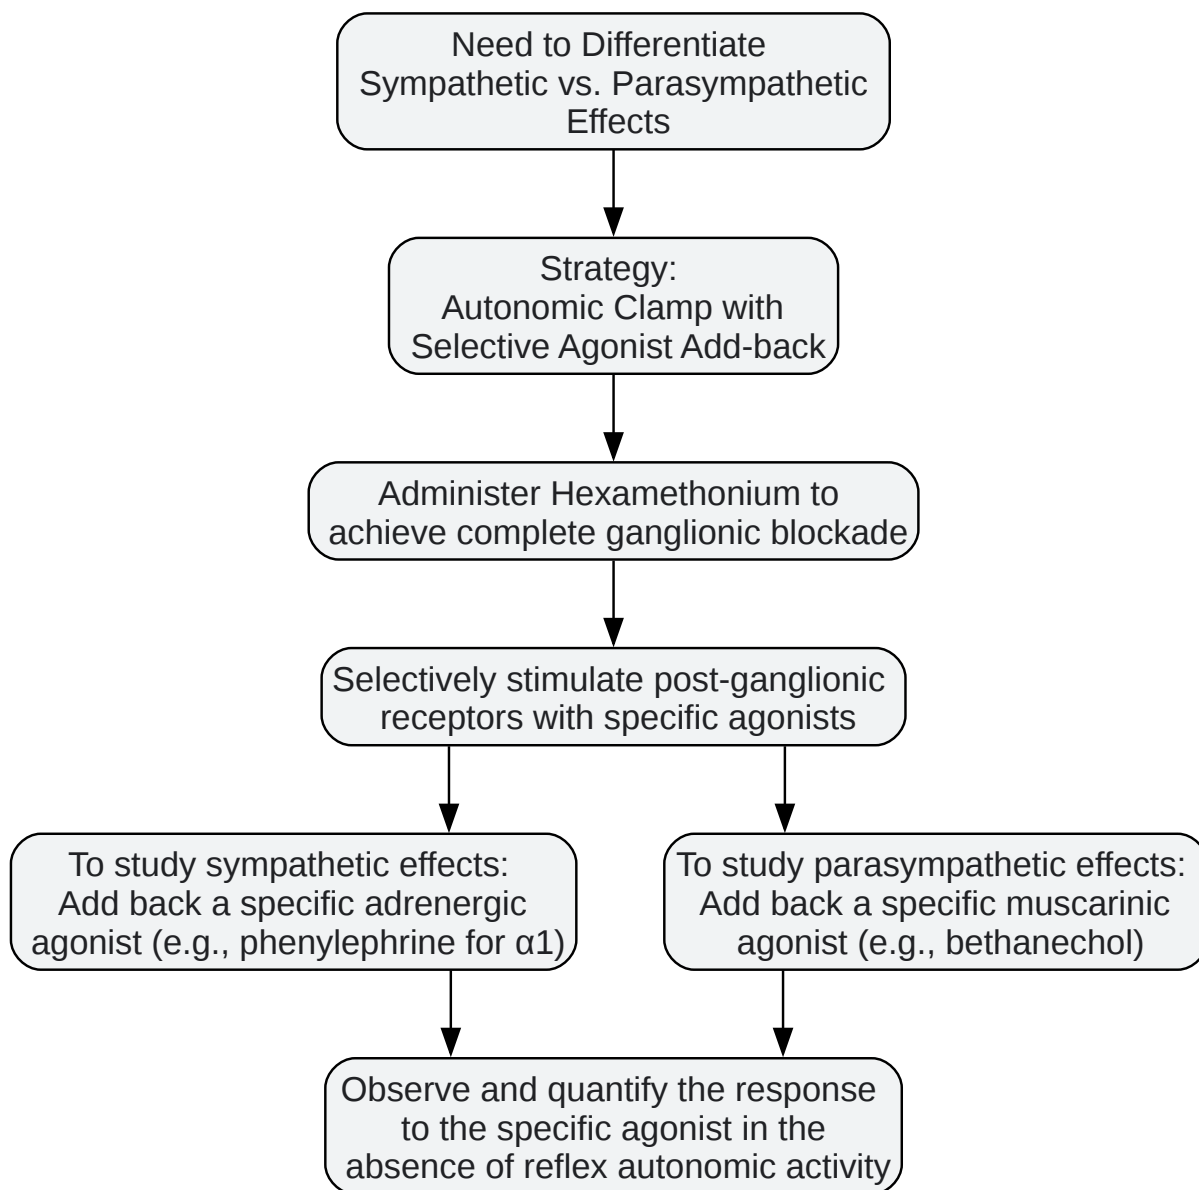 Need to Differentiate
Sympathetic vs. Parasympathetic
Effects
Strategy:
Autonomic Clamp with
Selective Agonist Add-back
Administer Hexamethonium to
achieve complete ganglionic blockade
Selectively stimulate post-ganglionic
receptors with specific agonists
To study sympathetic effects:
Add back a specific adrenergic
agonist (e.g., phenylephrine for α1)
To study parasympathetic effects:
Add back a specific muscarinic
agonist (e.g., bethanechol)
Observe and quantify the response
to the specific agonist in the
absence of reflex autonomic activity